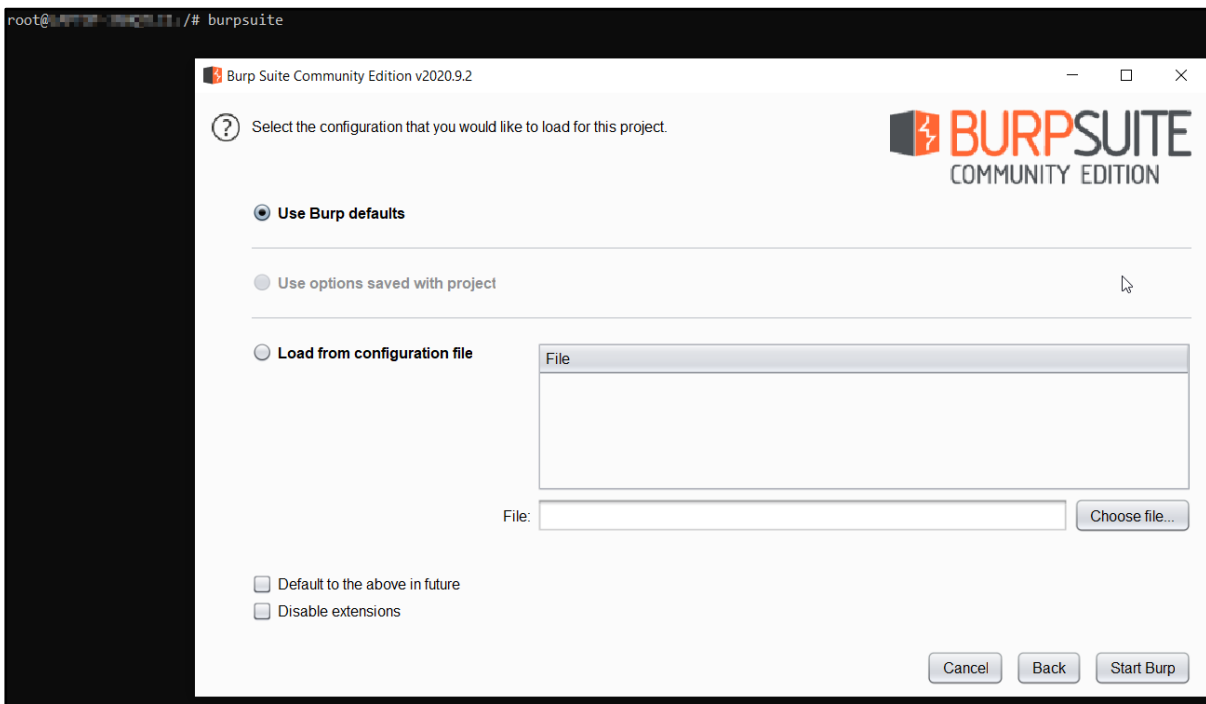 root@ :/# burpsuite
Burp Suite Community Edition v2020.9.2
Select the configuration that you would like to load for this project.
BURPSUITE
COMMUNITY EDITION
Use Burp defaults
Use options saved with project
Load from configuration file
File
File:
Choose file...
Default to the above in future
Disable extensions
Cancel
Back
Start Burp